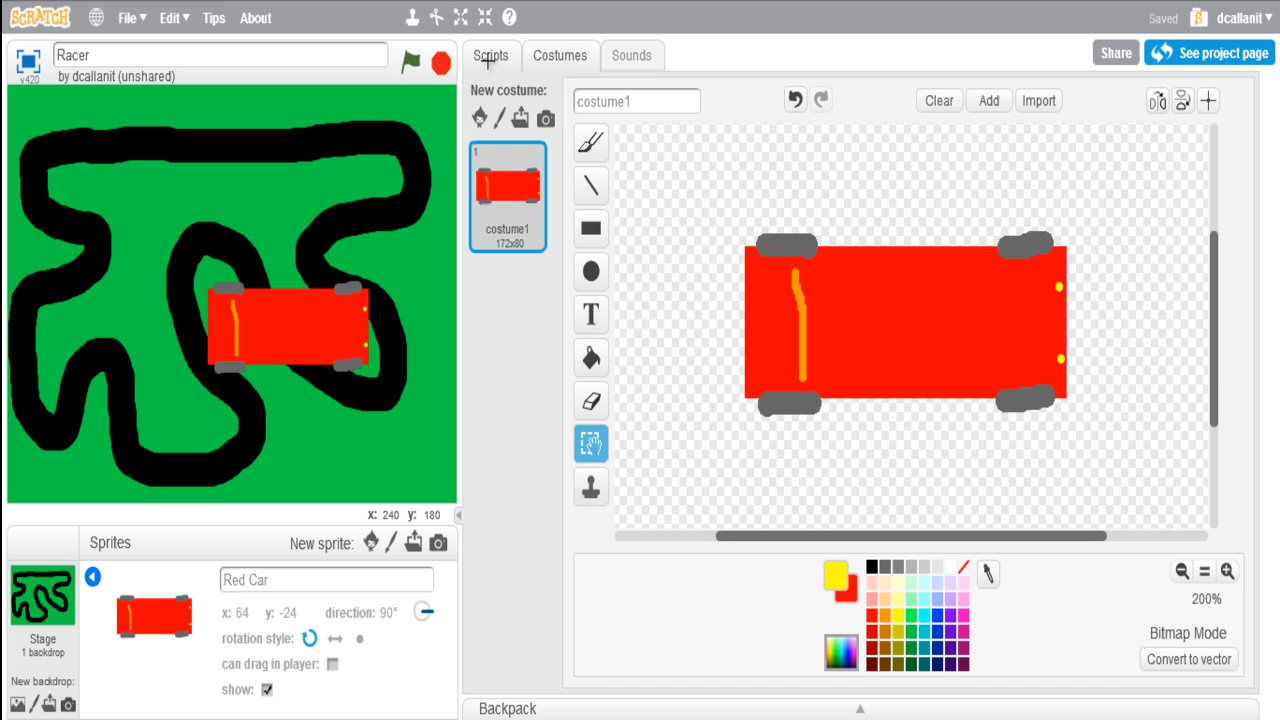 SCRATCH File Edit Tips About Saved dcallanit
Racer
by dcallanit (unshared)
v420
Scripts Costumes Sounds
Share See project page
New costume:
costume1
Clear Add Import
1
costume1
172x80
T
x: 240 y: 180
Sprites New sprite:
Red Car
x: 64 y: -24 direction: 90°
rotation style:
can drag in player:
show:
Stage
1 backdrop
New backdrop:
200%
Bitmap Mode
Convert to vector
Backpack